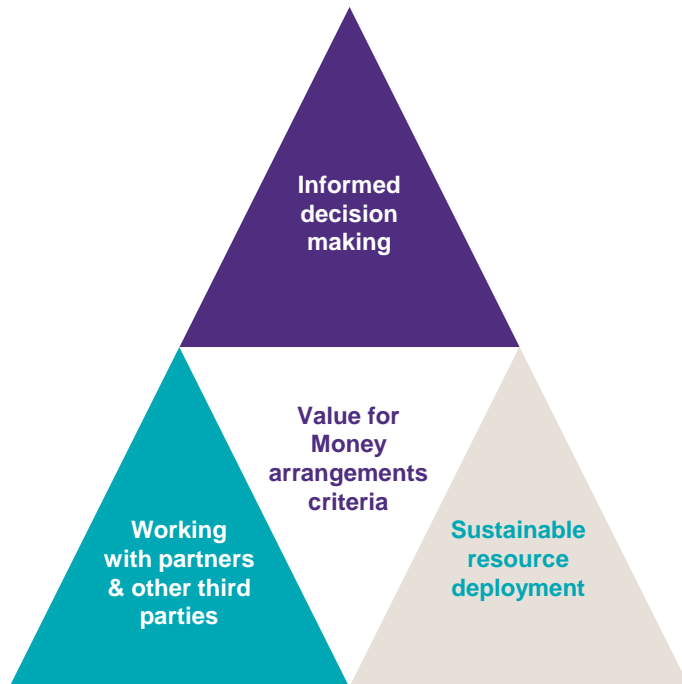 Informed
decision
making
Value for
Money
arrangements
criteria
Working
with partners
& other third
parties
Sustainable
resource
deployment